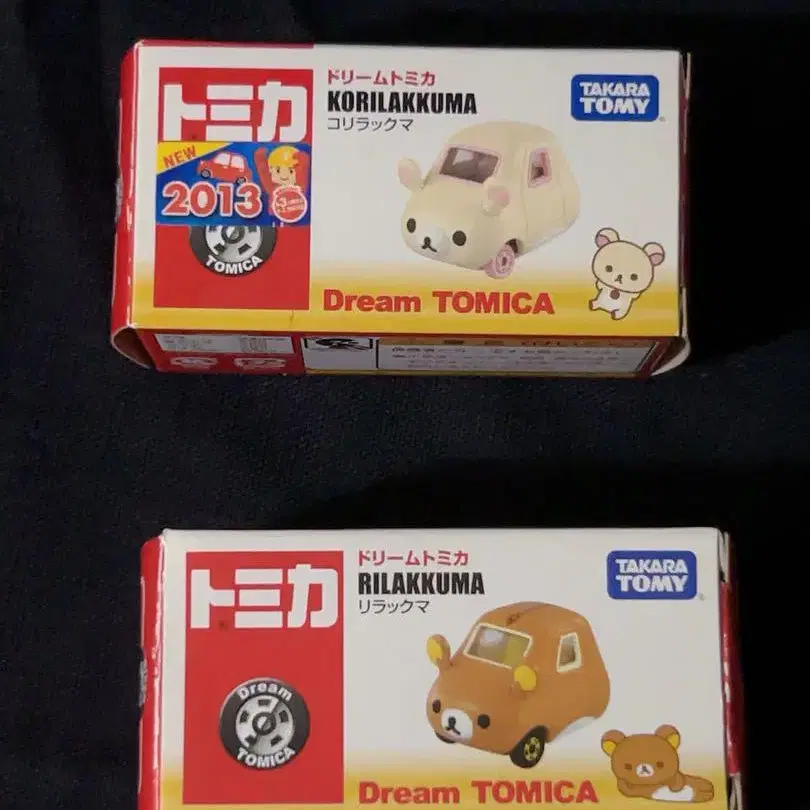 トミカ
NEW
2013
TOMICA
ドリームトミカ
KORILAKKUMA
コリラックマ
TAKARA
TOMY
Dream TOMICA
トミカ
Dream
TOMICA
ドリームトミカ
RILAKKUMA
リラックマ
TAKARA
TOMY
Dream TOMICA